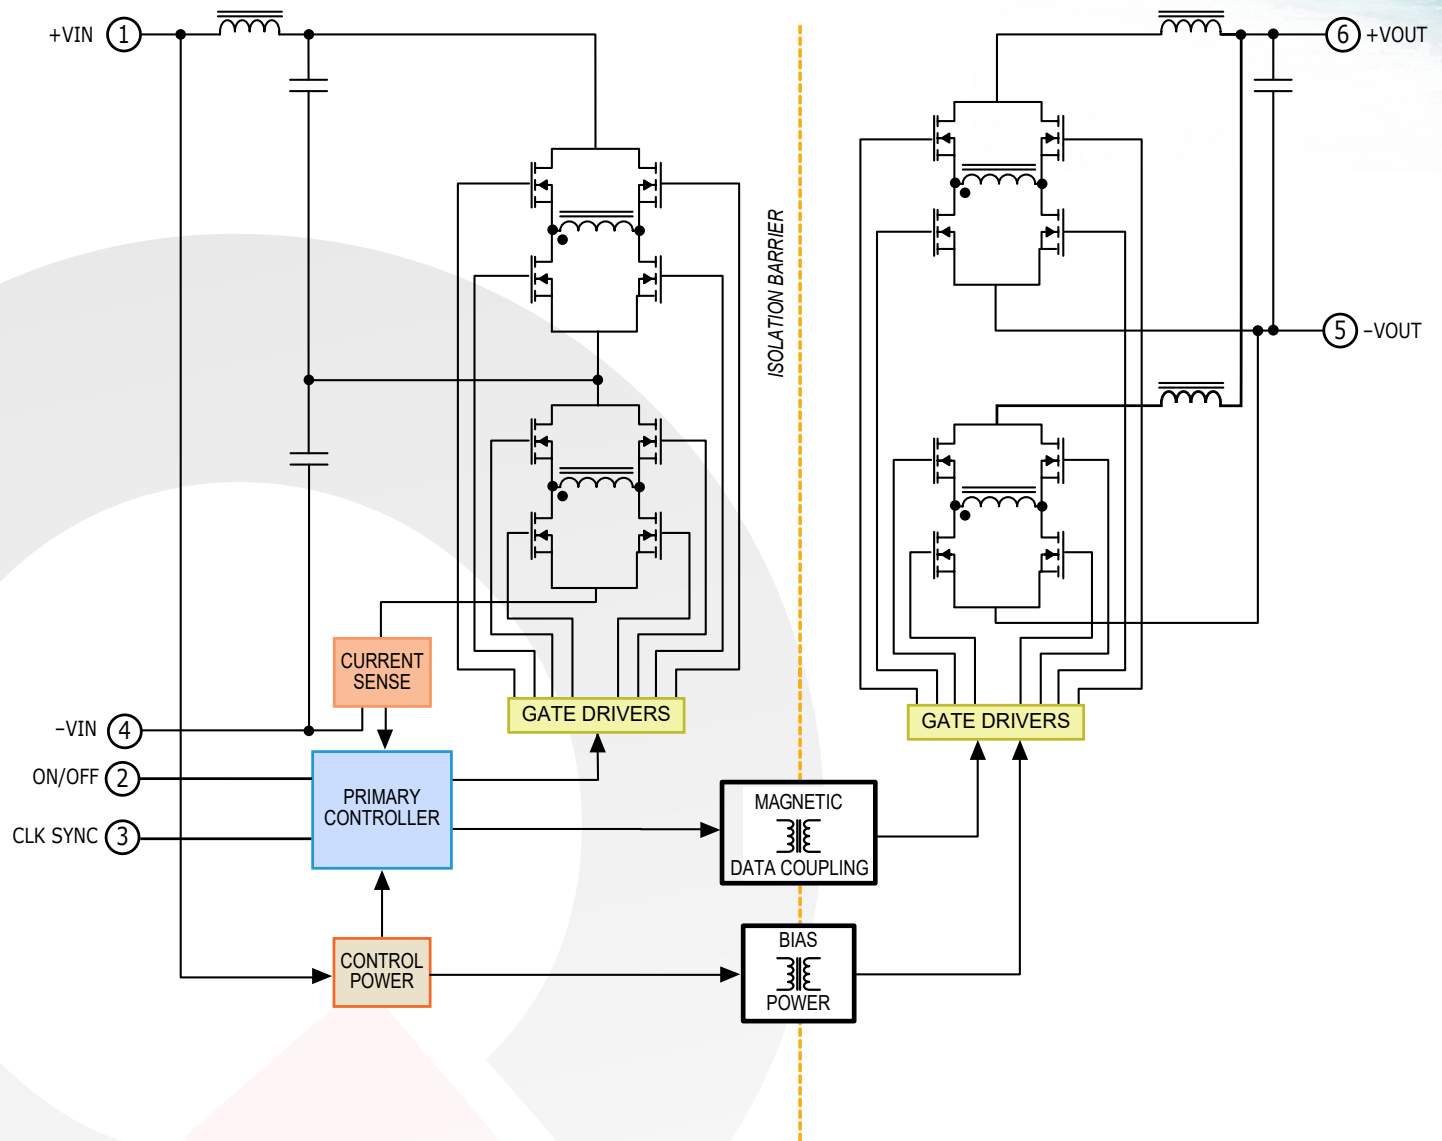 +VIN
1
6
+VOUT
ISOLATION BARRIER
5
–VOUT
CURRENT
SENSE
GATE DRIVERS
GATE DRIVERS
–VIN
4
ON/OFF
2
PRIMARY
CONTROLLER
MAGNETIC
DATA COUPLING
CLK SYNC
3
CONTROL
POWER
BIAS
POWER